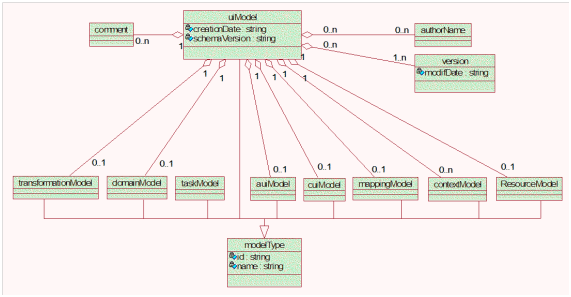 uiModel
creationDate : string
schemaVersion : string
comment
0..n
1
0..n
0..n
authorName
0..n
1..n
version
modifDate : string
1
1
1
1
1
1
1
1
0..1
0..1
0..1
0..1
0..1
0..n
0..1
transformationModel
domainModel
taskModel
auiModel
cuiModel
mappingModel
contextModel
ResourceModel
modelType
id : string
name : string